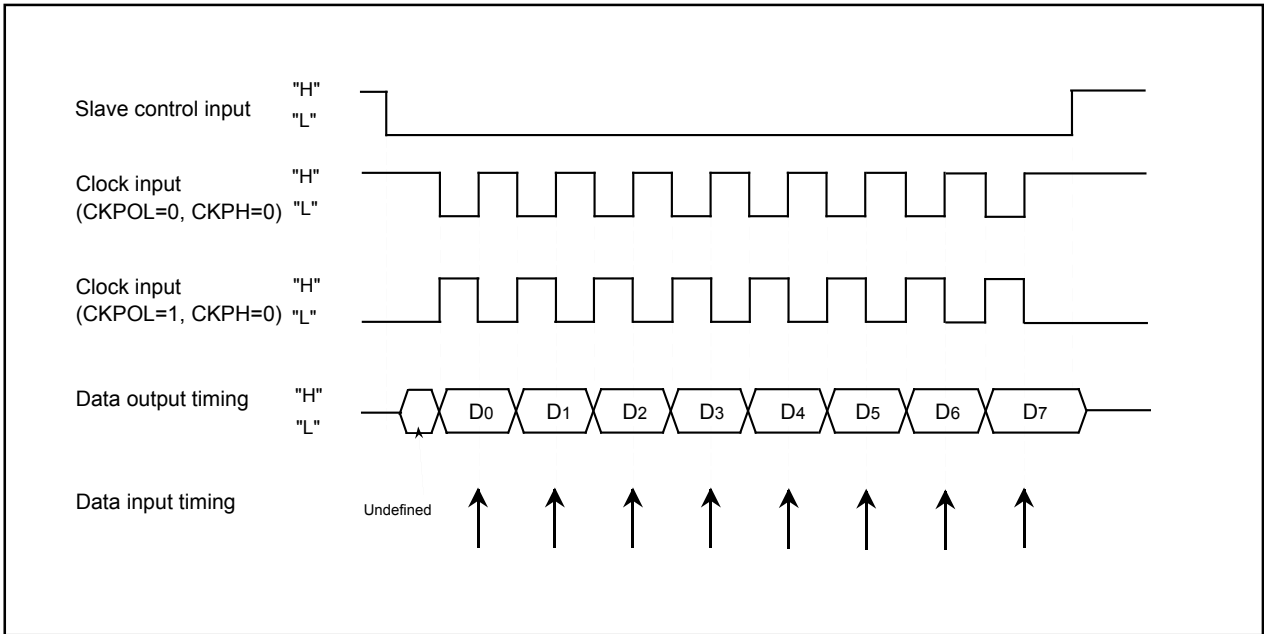 Slave control input
"H"
"L"
Clock input
(CKPOL=0, CKPH=0)
"H"
"L"
Clock input
(CKPOL=1, CKPH=0)
"H"
"L"
Data output timing
"H"
"L"
D0 D1 D2 D3 D4 D5 D6 D7
Data input timing
Undefined